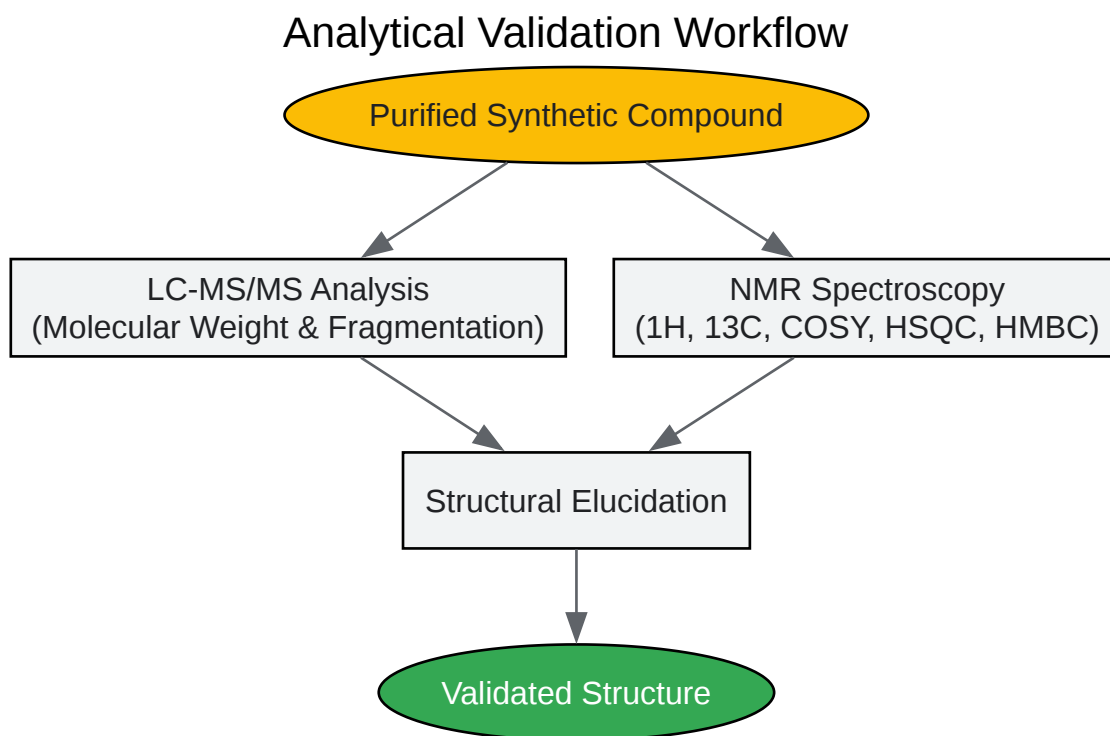 Analytical Validation Workflow
Purified Synthetic Compound
LC-MS/MS Analysis
(Molecular Weight & Fragmentation)
NMR Spectroscopy
(1H, 13C, COSY, HSQC, HMBC)
Structural Elucidation
Validated Structure